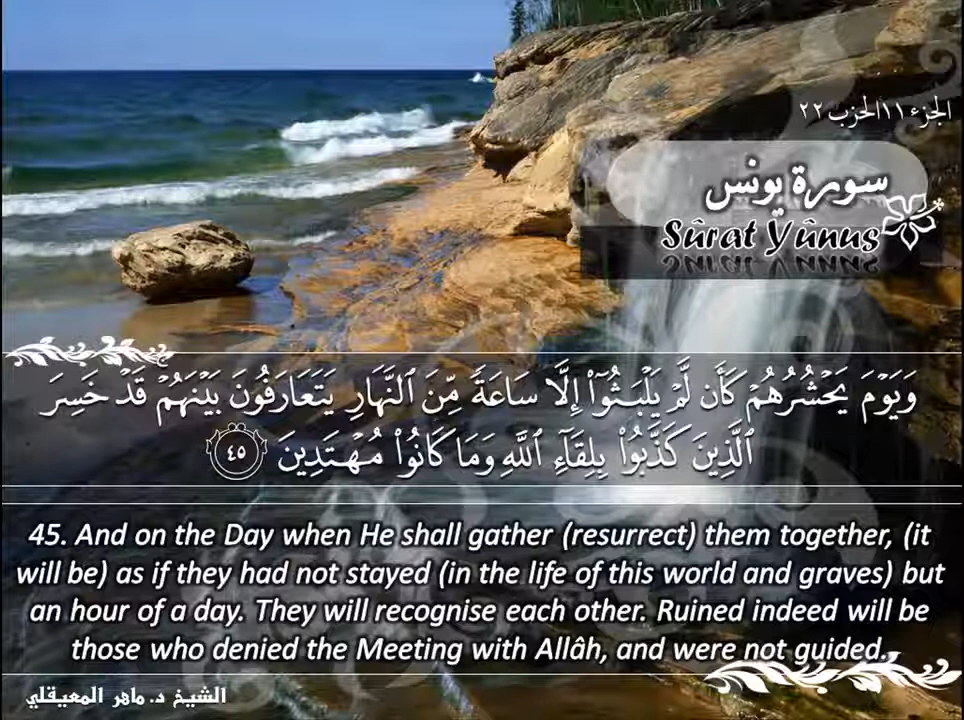 الجزء ١١ الحزب ٢٢
سورة يونس
Sûrat Yûnus
وَيَوْمَ يَحْشُرُهُمْ كَأَن لَّمْ يَلْبَثُوٓا۟ إِلَّا سَاعَةً مِّنَ ٱلنَّهَارِ يَتَعَارَفُونَ بَيْنَهُمْ ۚ قَدْ خَسِرَ
ٱلَّذِينَ كَذَّبُوا۟ بِلِقَآءِ ٱللَّهِ وَمَا كَانُوا۟ مُهْتَدِينَ ٤٥
45. And on the Day when He shall gather (resurrect) them together, (it
will be) as if they had not stayed (in the life of this world and graves) but
an hour of a day. They will recognise each other. Ruined indeed will be
those who denied the Meeting with Allâh, and were not guided.
الشيخ د. ماهر المعيقلي